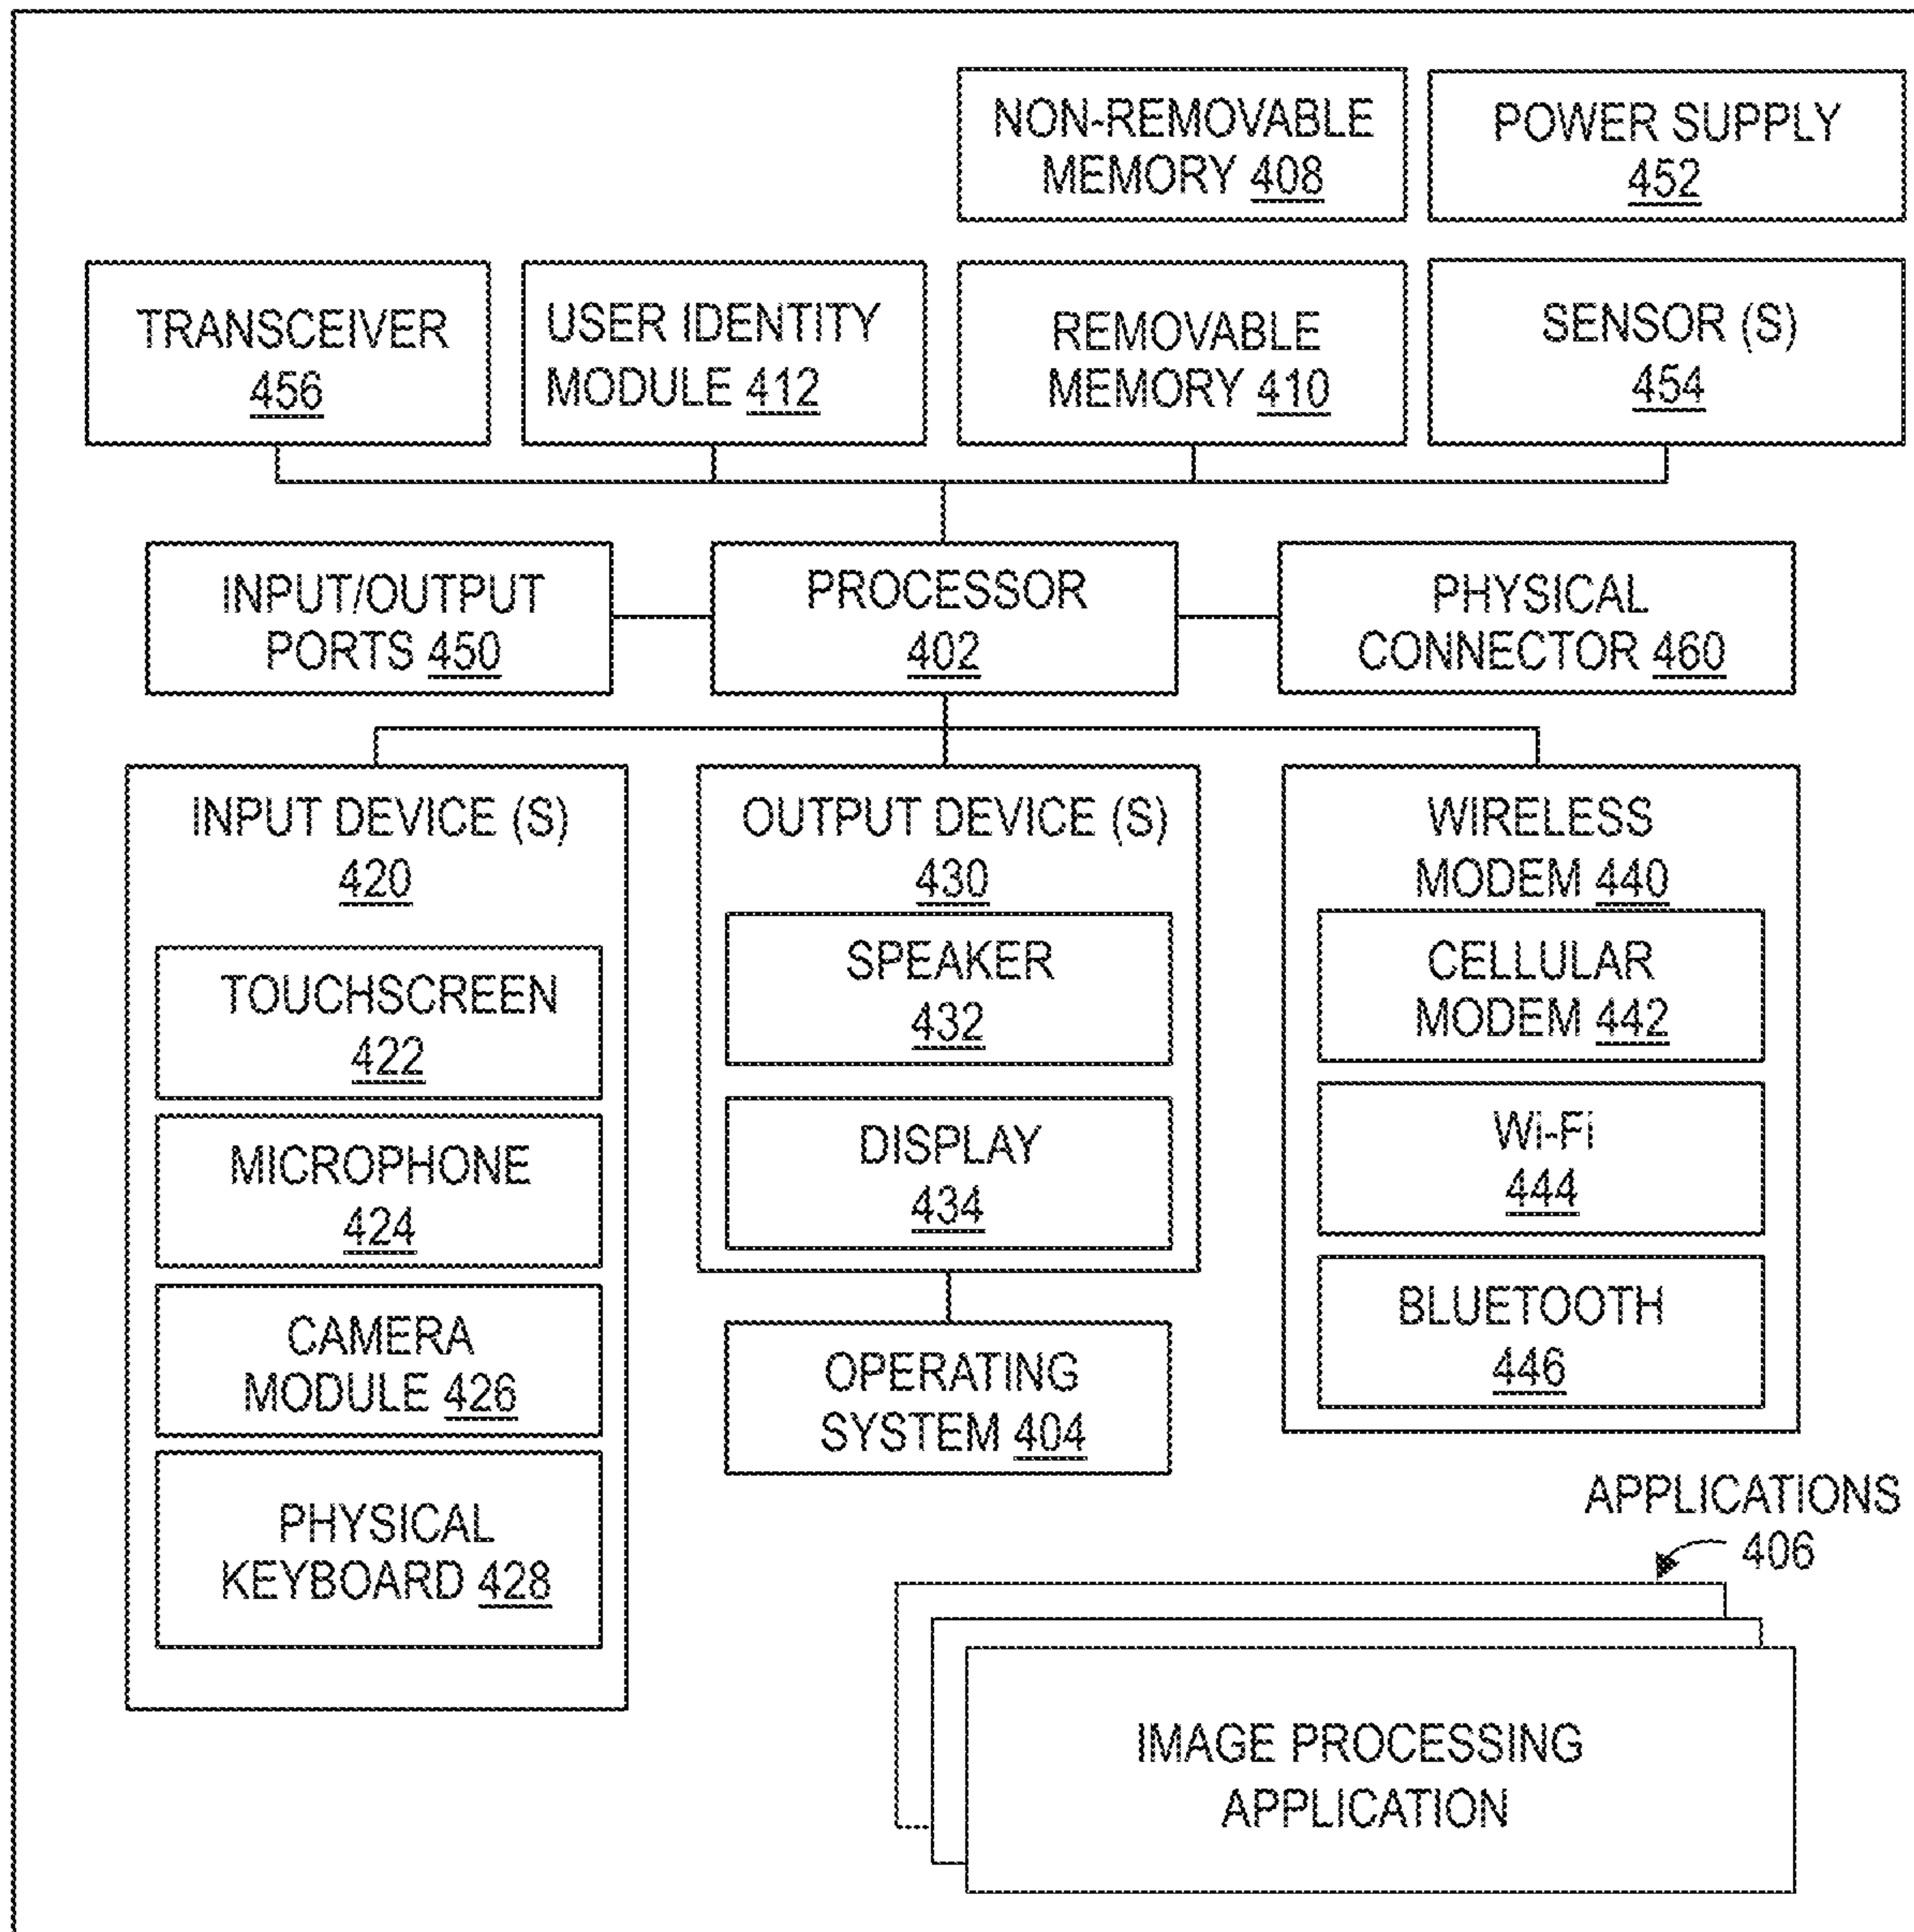 NON-REMOVABLE
MEMORY 408
POWER SUPPLY
452
TRANSCEIVER
456
USER IDENTITY
MODULE 412
REMOVABLE
MEMORY 410
SENSOR (S)
454
INPUT/OUTPUT
PORTS 450
PROCESSOR
402
PHYSICAL
CONNECTOR 460
INPUT DEVICE (S)
420
TOUCHSCREEN
422
MICROPHONE
424
CAMERA
MODULE 426
PHYSICAL
KEYBOARD 428
OUTPUT DEVICE (S)
430
SPEAKER
432
DISPLAY
434
OPERATING
SYSTEM 404
WIRELESS
MODEM 440
CELLULAR
MODEM 442
Wi-Fi
444
BLUETOOTH
446
APPLICATIONS
406
IMAGE PROCESSING
APPLICATION